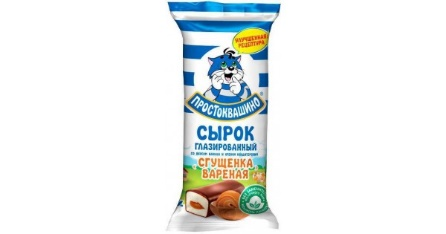 УЛУЧШЕННАЯ
РЕЦЕПТУРА
ПРОСТОКВАШИНО
СЫРОК
ГЛАЗИРОВАННЫЙ
СГУЩЕНКА
ВАРЕНАЯ